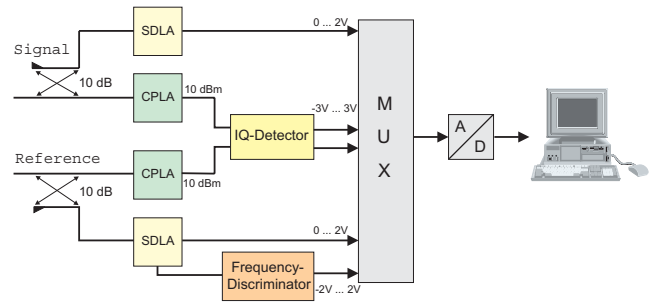 SDLA
0 ... 2V
Signal
10 dB
CPLA
10 dBm
M
U
X
-3V ... 3V
IQ-Detector
A
D
Reference
CPLA
10 dBm
10 dB
SDLA
0 ... 2V
Frequency-
Discriminator
-2V ... 2V